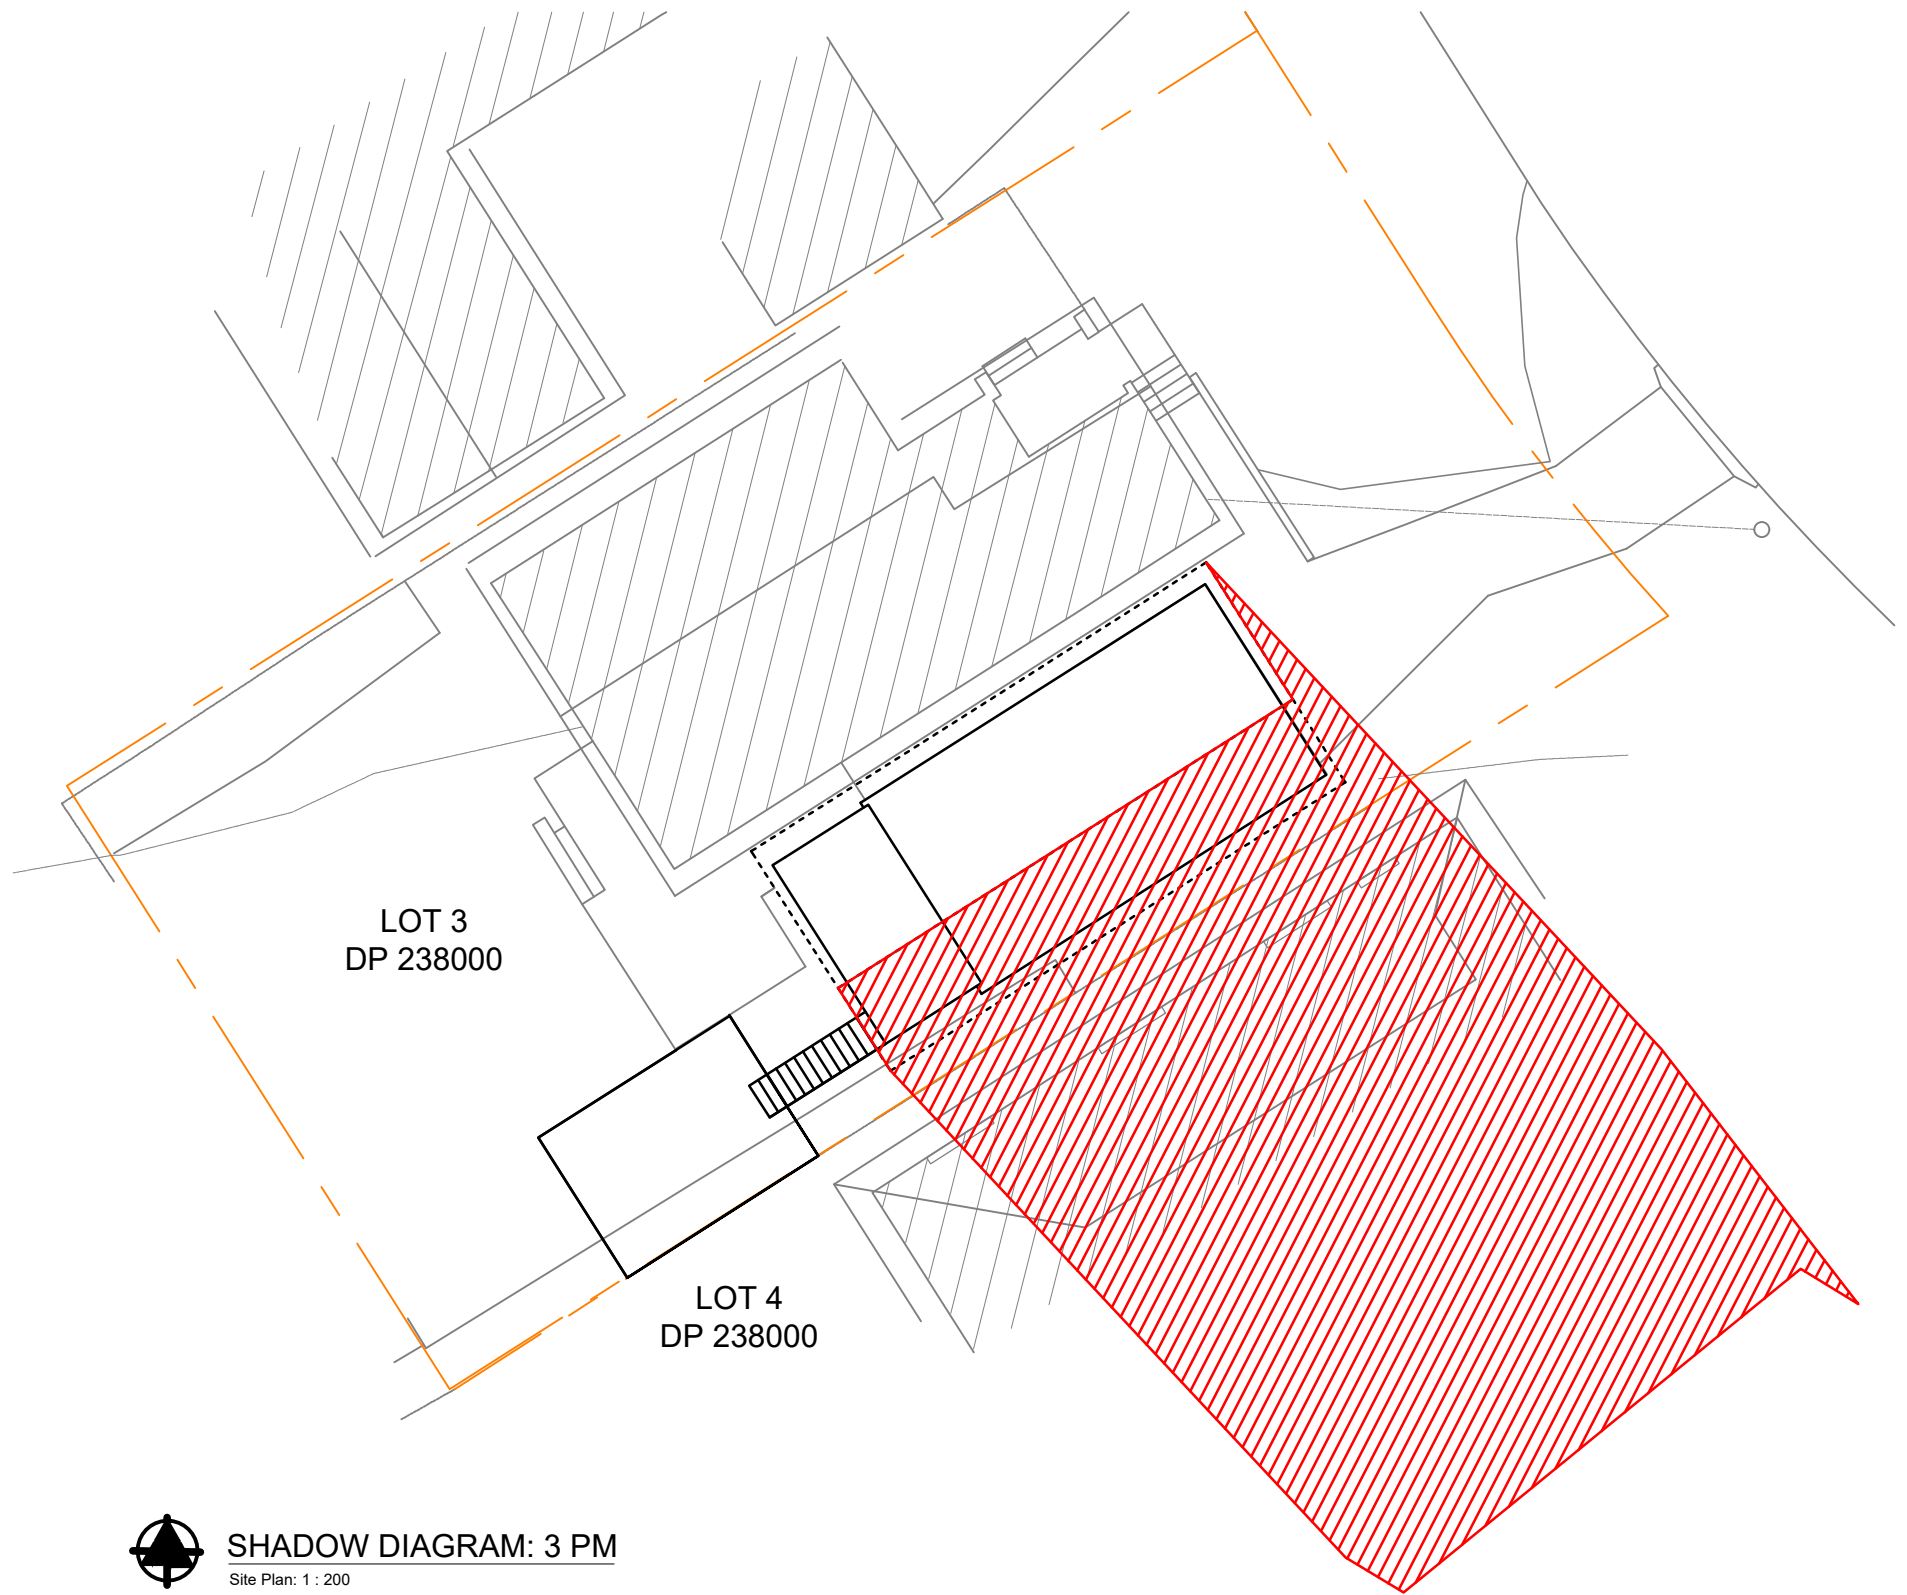 LOT 3
DP 238000
LOT 4
DP 238000
SHADOW DIAGRAM: 3 PM
Site Plan: 1 : 200